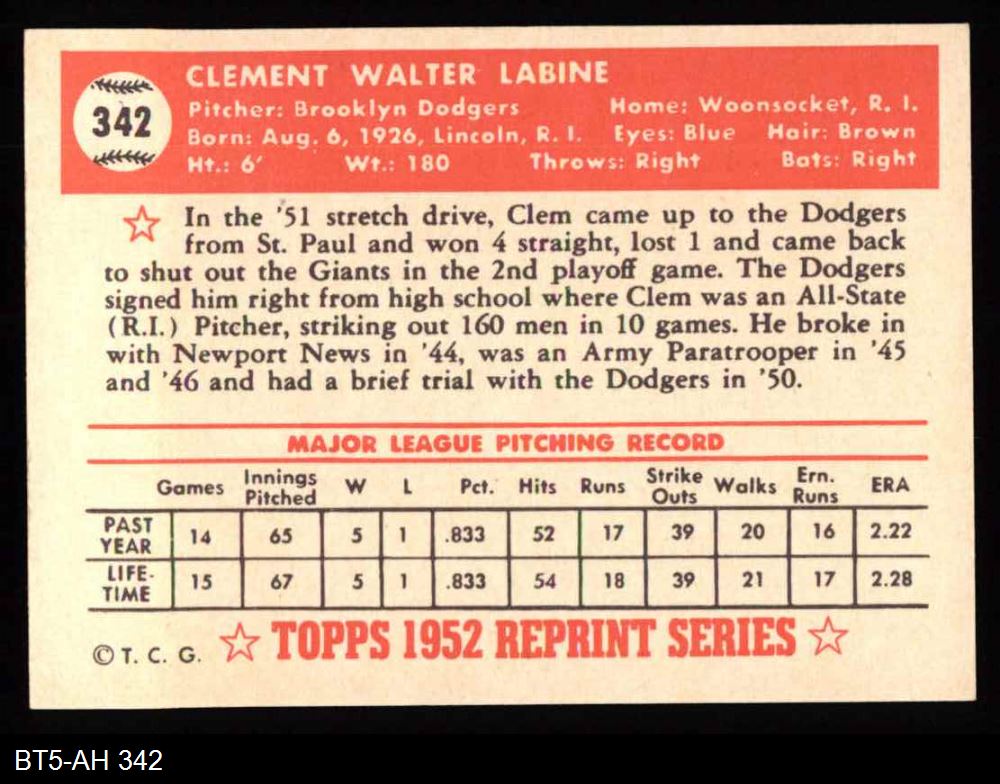 342
CLEMENT WALTER LABINE
Pitcher: Brooklyn Dodgers Home: Woonsocket, R. I.
Born: Aug. 6, 1926, Lincoln, R. I. Eyes: Blue Hair: Brown
Ht.: 6' Wt.: 180 Throws: Right Bats: Right
In the '51 stretch drive, Clem came up to the Dodgers
from St. Paul and won 4 straight, lost 1 and came back
to shut out the Giants in the 2nd playoff game. The Dodgers
signed him right from high school where Clem was an All-State
(R.I.) Pitcher, striking out 160 men in 10 games. He broke in
with Newport News in '44, was an Army Paratrooper in '45
and '46 and had a brief trial with the Dodgers in '50.
MAJOR LEAGUE PITCHING RECORD
Games Innings Pitched W L Pct. Hits Runs Strike Outs Walks Ern. Runs ERA
PAST YEAR 14 65 5 1 .833 52 17 39 20 16 2.22
LIFE-TIME 15 67 5 1 .833 54 18 39 21 17 2.28
© T. C. G. TOPPS 1952 REPRINT SERIES
BT5-AH 342